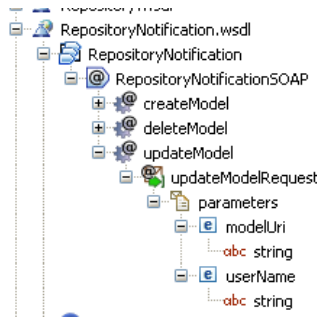 RepositoryNotification.wsdl
RepositoryNotification
@ RepositoryNotificationSOAP
@ createModel
@ deleteModel
@ updateModel
@ updateModelRequest
parameters
e modelUri
abc string
e userName
abc string